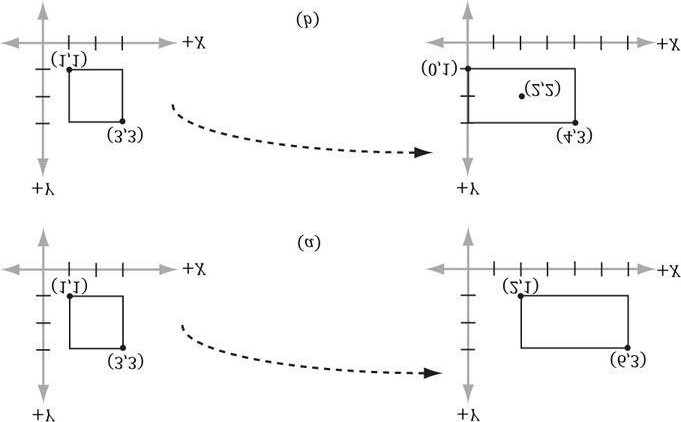 +Y
+Y
(3,3)
(6,3)
(1,1)
(2,1)
+X
+X
(a)
+Y
+Y
(3,3)
(4,3)
(2,2)
(1,1)
(0,1)
+X
+X
(b)